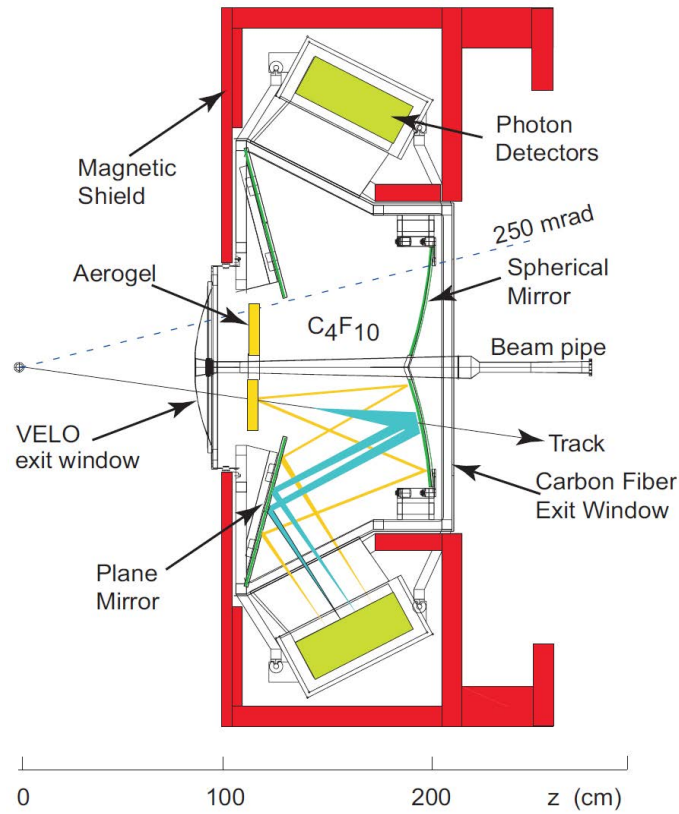 Photon
Detectors
Magnetic
Shield
250 mrad
Aerogel
Spherical
Mirror
C4F10
Beam pipe
VELO
exit window
Track
Carbon Fiber
Exit Window
Plane
Mirror
0 100 200 z (cm)